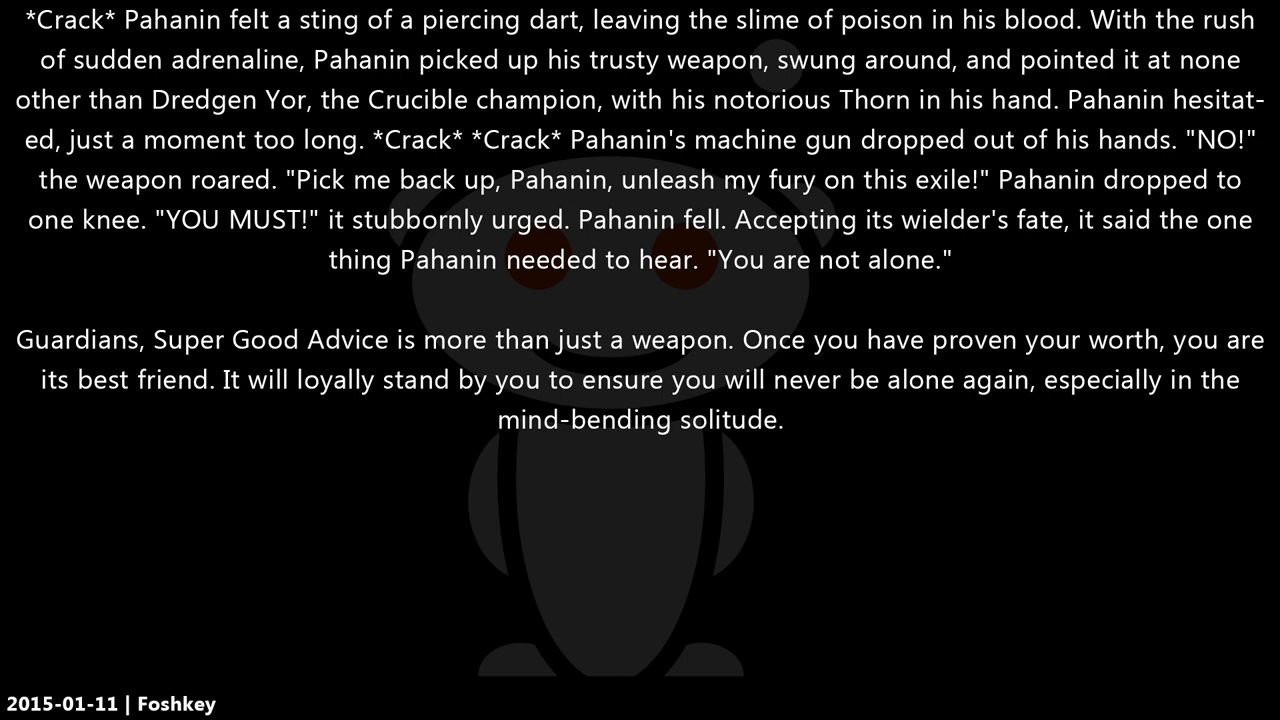 *Crack* Pahanin felt a sting of a piercing dart, leaving the slime of poison in his blood. With the rush
of sudden adrenaline, Pahanin picked up his trusty weapon, swung around, and pointed it at none
other than Dredgen Yor, the Crucible champion, with his notorious Thorn in his hand. Pahanin hesitat-
ed, just a moment too long. *Crack* *Crack* Pahanin's machine gun dropped out of his hands. "NO!"
the weapon roared. "Pick me back up, Pahanin, unleash my fury on this exile!" Pahanin dropped to
one knee. "YOU MUST!" it stubbornly urged. Pahanin fell. Accepting its wielder's fate, it said the one
thing Pahanin needed to hear. "You are not alone."
Guardians, Super Good Advice is more than just a weapon. Once you have proven your worth, you are
its best friend. It will loyally stand by you to ensure you will never be alone again, especially in the
mind-bending solitude.
2015-01-11 | Foshkey